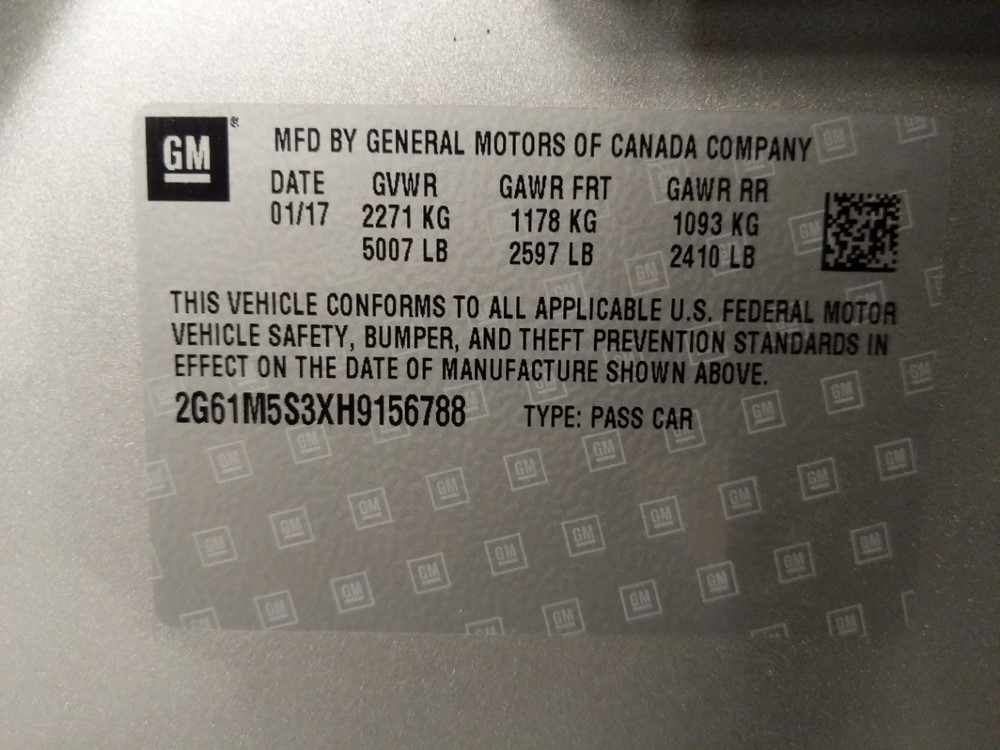 GM ® MFD BY GENERAL MOTORS OF CANADA COMPANY
DATE GVWR GAWR FRT GAWR RR
01/17 2271 KG 1178 KG 1093 KG
5007 LB 2597 LB 2410 LB
THIS VEHICLE CONFORMS TO ALL APPLICABLE U.S. FEDERAL MOTOR
VEHICLE SAFETY, BUMPER, AND THEFT PREVENTION STANDARDS IN
EFFECT ON THE DATE OF MANUFACTURE SHOWN ABOVE.
2G61M5S3XH9156788 TYPE: PASS CAR